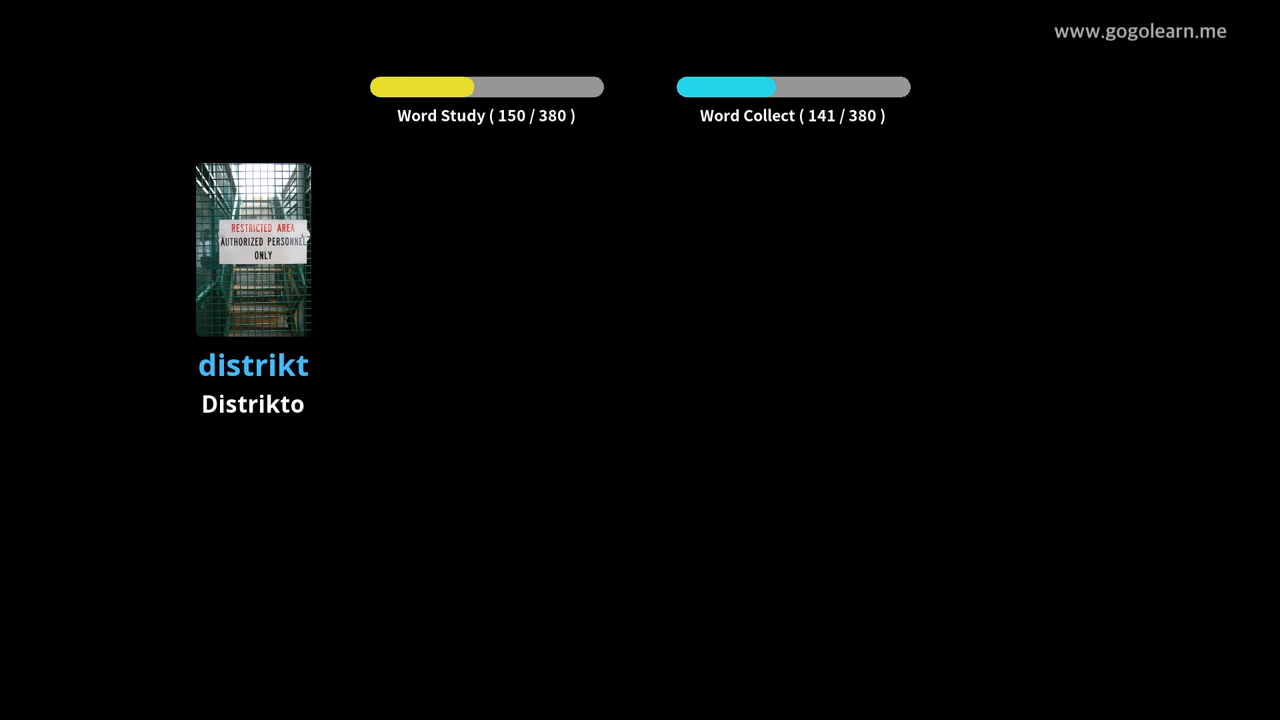 www.gogolearn.me
Word Study ( 150 / 380 )
Word Collect ( 141 / 380 )
RESTRICTED AREA
AUTHORIZED PERSONNEL
ONLY
distrikt
Distrikto